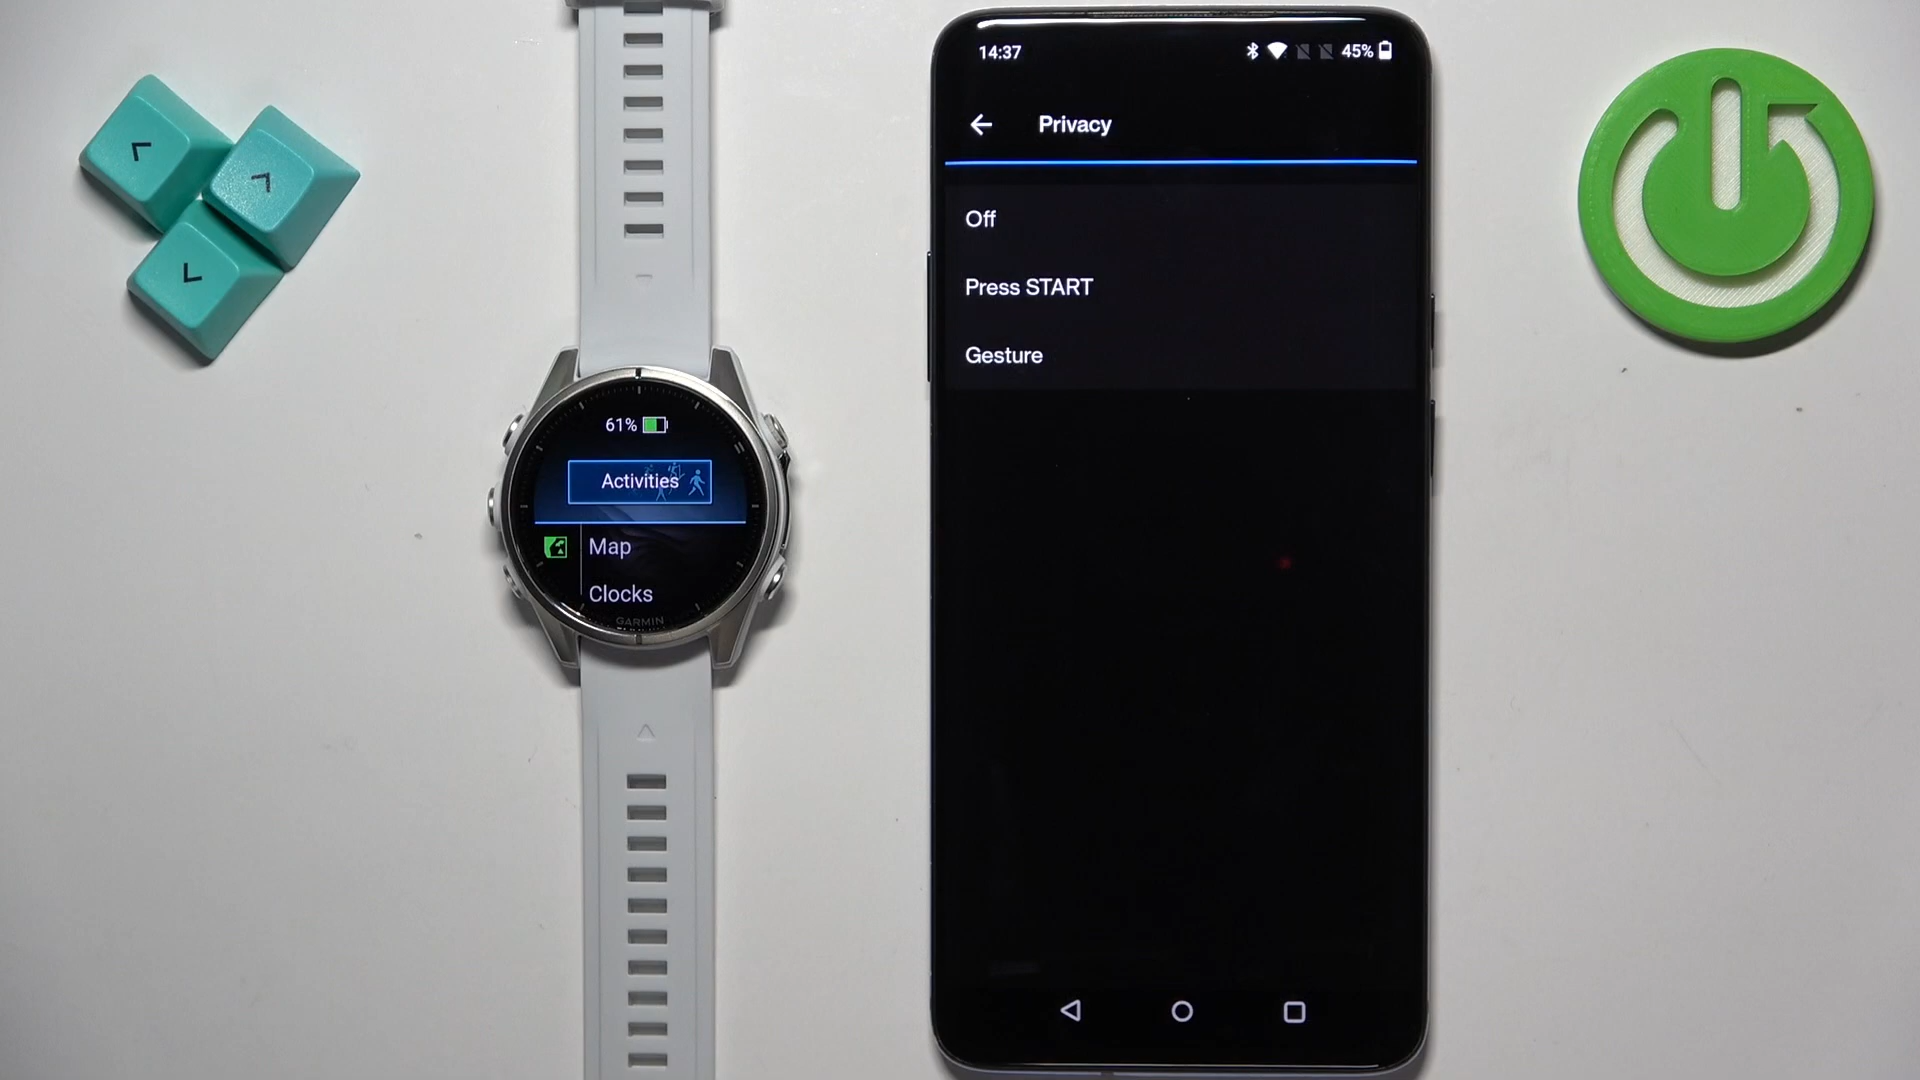 14:37
45%
Privacy
Off
Press START
Gesture
61%
Activities
Map
Clocks
GARMIN